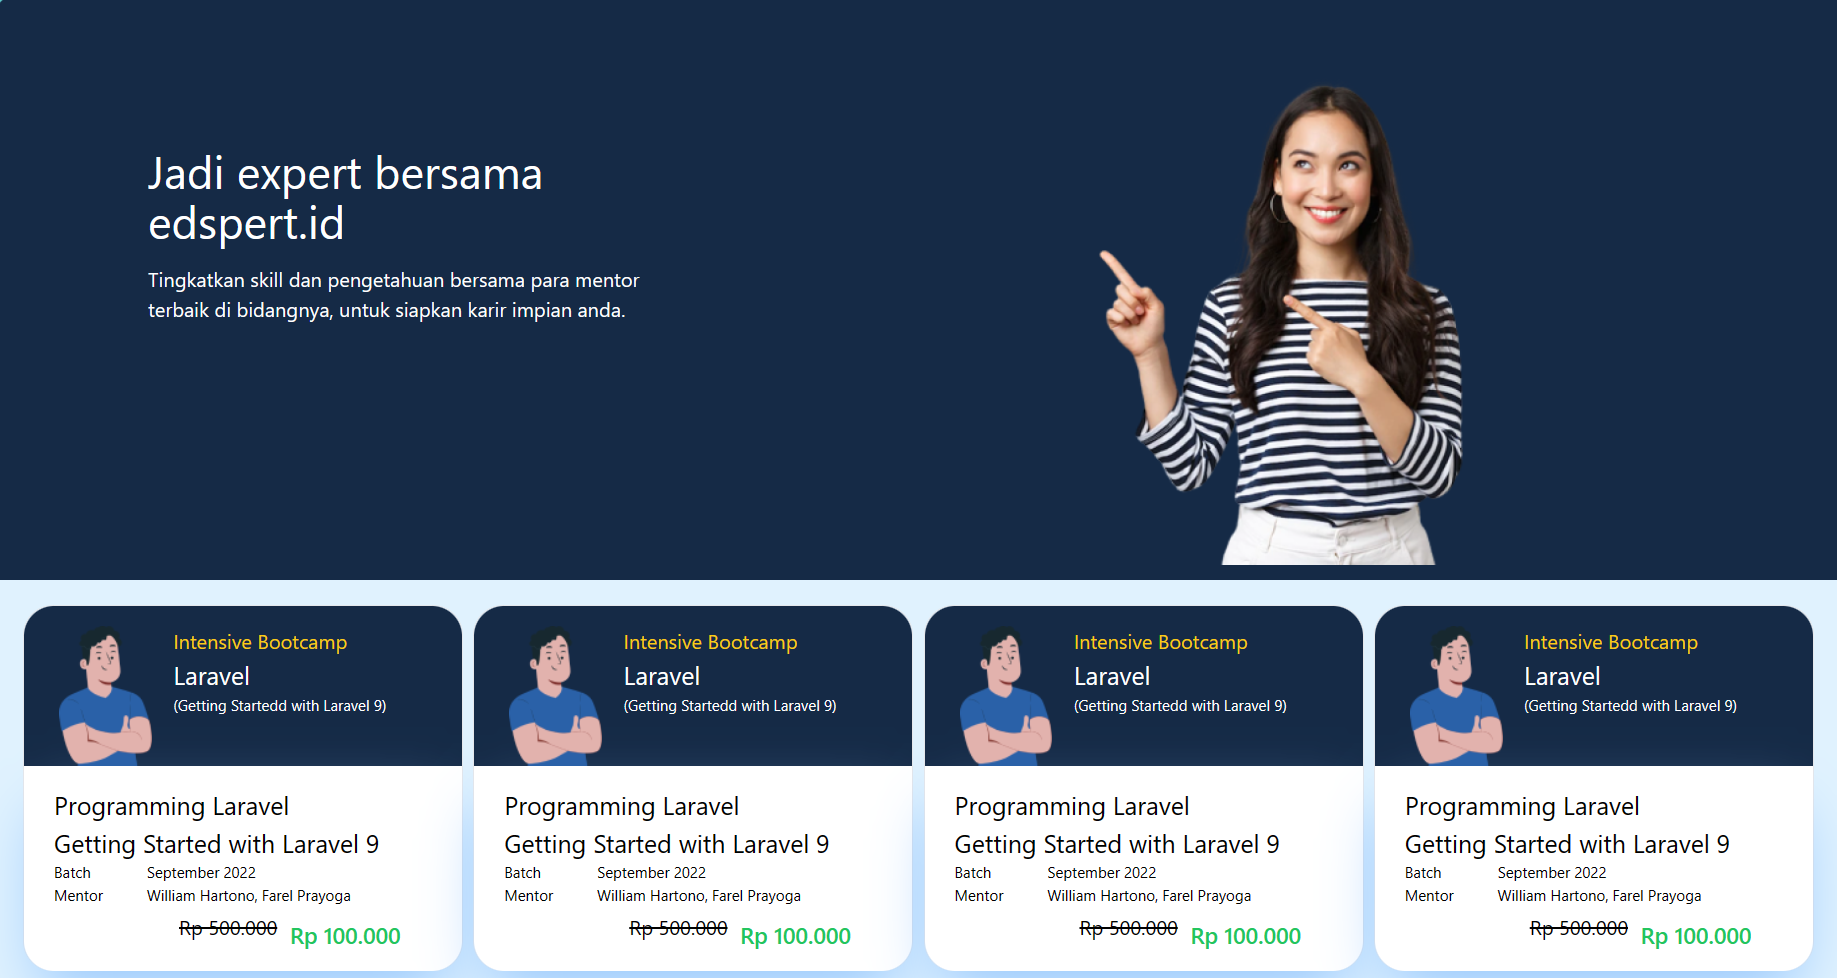 Jadi expert bersama
edspert.id
Tingkatkan skill dan pengetahuan bersama para mentor
terbaik di bidangnya, untuk siapkan karir impian anda.
Intensive Bootcamp
Laravel
(Getting Startedd with Laravel 9)
Programming Laravel
Getting Started with Laravel 9
Batch September 2022
Mentor William Hartono, Farel Prayoga
Rp 500.000 Rp 100.000
Intensive Bootcamp
Laravel
(Getting Startedd with Laravel 9)
Programming Laravel
Getting Started with Laravel 9
Batch September 2022
Mentor William Hartono, Farel Prayoga
Rp 500.000 Rp 100.000
Intensive Bootcamp
Laravel
(Getting Startedd with Laravel 9)
Programming Laravel
Getting Started with Laravel 9
Batch September 2022
Mentor William Hartono, Farel Prayoga
Rp 500.000 Rp 100.000
Intensive Bootcamp
Laravel
(Getting Startedd with Laravel 9)
Programming Laravel
Getting Started with Laravel 9
Batch September 2022
Mentor William Hartono, Farel Prayoga
Rp 500.000 Rp 100.000